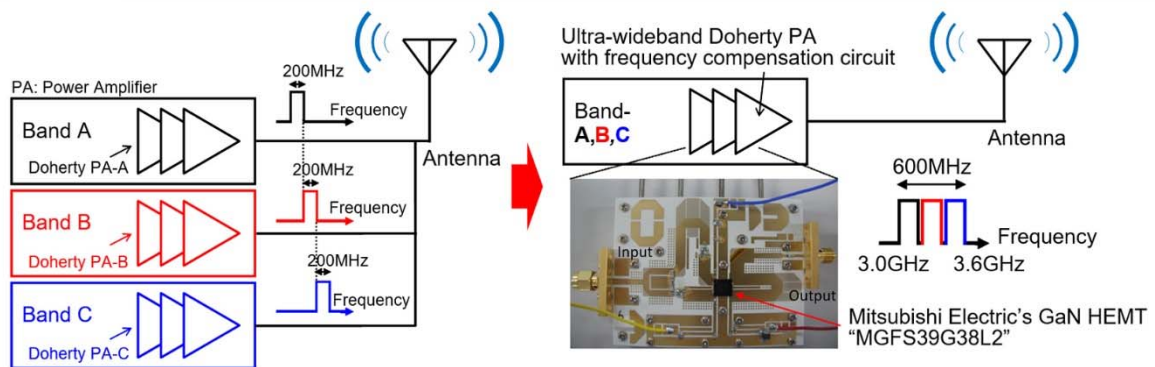 PA: Power Amplifier
Band A
Doherty PA-A
200MHz
Frequency
Band B
Doherty PA-B
200MHz
Frequency
Band C
Doherty PA-C
200MHz
Frequency
Antenna
Ultra-wideband Doherty PA
with frequency compensation circuit
Band-
A,B,C
Antenna
Input
Output
600MHz
Frequency
3.0GHz
3.6GHz
Mitsubishi Electric's GaN HEMT
“MGFS39G38L2”